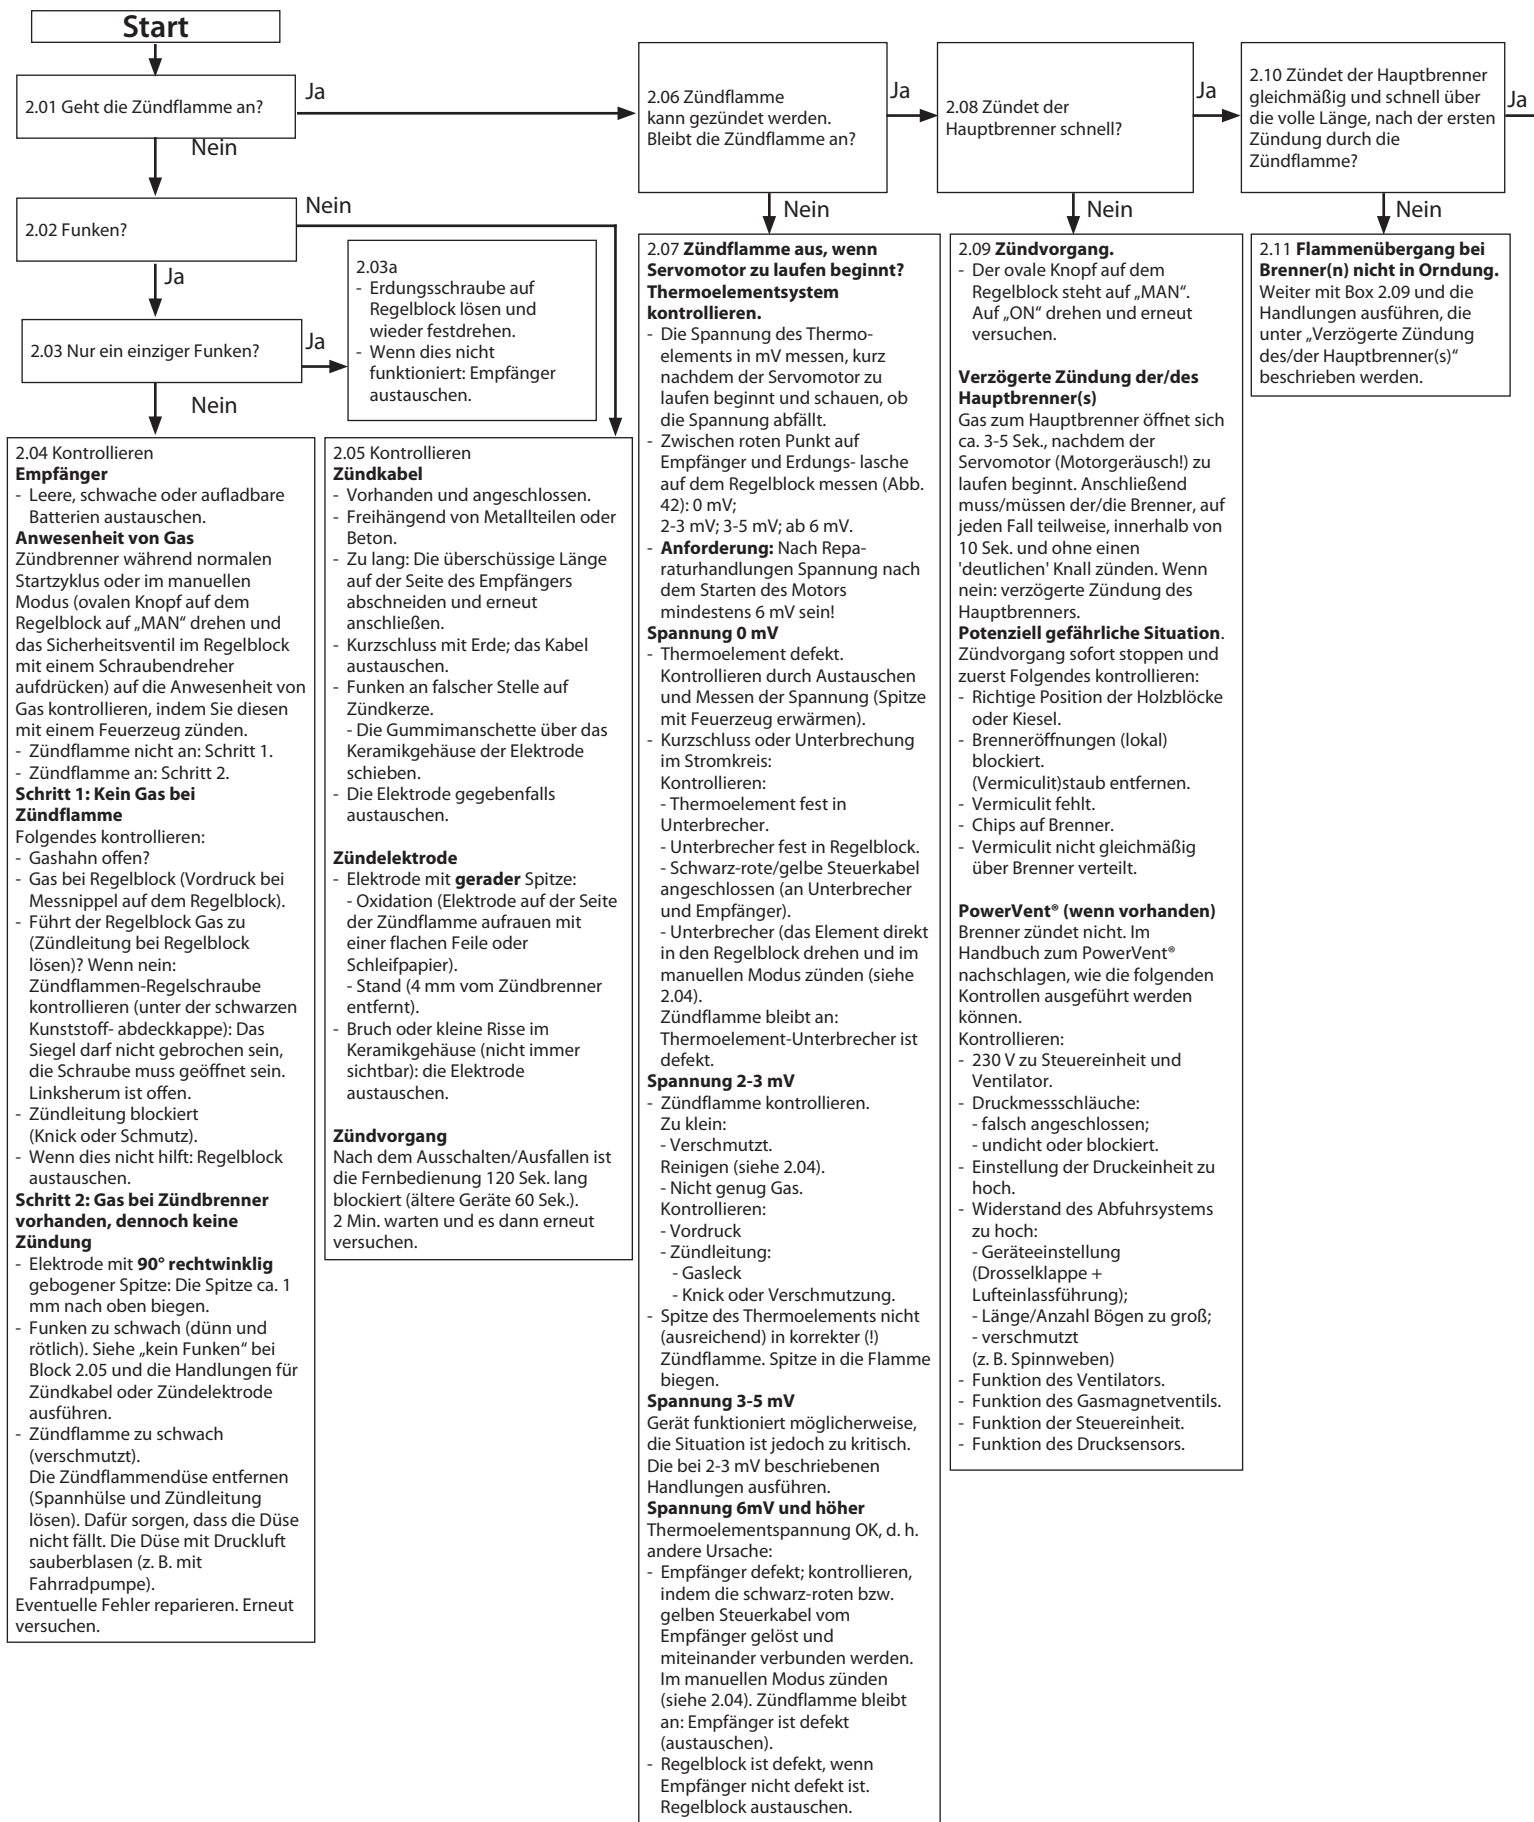 Start
2.01 Geht die Zündflamme an?
Ja
Nein
2.02 Funken?
Nein
Ja
2.03 Nur ein einziger Funken?
Ja
Nein
2.03a
- Erdungsschraube auf
Regelblock lösen und
wieder festdrehen.
- Wenn dies nicht
funktioniert: Empfänger
austauschen.
2.04 Kontrollieren
Empfänger
- Leere, schwache oder aufladbare
Batterien austauschen.
Anwesenheit von Gas
Zündbrenner während normalen
Startzyklus oder im manuellen
Modus (ovalen Knopf auf dem
Regelblock auf „MAN“ drehen und
das Sicherheitsventil im Regelblock
mit einem Schraubendreher
aufdrücken) auf die Anwesenheit von
Gas kontrollieren, indem Sie diesen
mit einem Feuerzeug zünden.
- Zündflamme nicht an: Schritt 1.
- Zündflamme an: Schritt 2.
Schritt 1: Kein Gas bei
Zündflamme
Folgendes kontrollieren:
- Gashahn offen?
- Gas bei Regelblock (Vordruck bei
Messnippel auf dem Regelblock).
- Führt der Regelblock Gas zu
(Zündleitung bei Regelblock
lösen)? Wenn nein:
Zündflammen-Regelschraube
kontrollieren (unter der schwarzen
Kunststoff- abdeckkappe): Das
Siegel darf nicht gebrochen sein,
die Schraube muss geöffnet sein.
Linksherum ist offen.
- Zündleitung blockiert
(Knick oder Schmutz).
- Wenn dies nicht hilft: Regelblock
austauschen.
Schritt 2: Gas bei Zündbrenner
vorhanden, dennoch keine
Zündung
- Elektrode mit 90° rechtwinklig
gebogener Spitze: Die Spitze ca. 1
mm nach oben biegen.
- Funken zu schwach (dünn und
rötlich). Siehe „kein Funken“ bei
Block 2.05 und die Handlungen für
Zündkabel oder Zündelektrode
ausführen.
- Zündflamme zu schwach
(verschmutzt).
Die Zündflammendüse entfernen
(Spannhülse und Zündleitung
lösen). Dafür sorgen, dass die Düse
nicht fällt. Die Düse mit Druckluft
sauberblasen (z. B. mit
Fahrradpumpe).
Eventuelle Fehler reparieren. Erneut
versuchen.
2.05 Kontrollieren
Zündkabel
- Vorhanden und angeschlossen.
- Freihängend von Metallteilen oder
Beton.
- Zu lang: Die überschüssige Länge
auf der Seite des Empfängers
abschneiden und erneut
anschließen.
- Kurzschluss mit Erde; das Kabel
austauschen.
- Funken an falscher Stelle auf
Zündkerze.
- Die Gummimanschette über das
Keramikgehäuse der Elektrode
schieben.
- Die Elektrode gegebenfalls
austauschen.
Zündelektrode
- Elektrode mit gerader Spitze:
- Oxidation (Elektrode auf der Seite
der Zündflamme aufrauen mit
einer flachen Feile oder
Schleifpapier).
- Stand (4 mm vom Zündbrenner
entfernt).
- Bruch oder kleine Risse im
Keramikgehäuse (nicht immer
sichtbar): die Elektrode
austauschen.
Zündvorgang
Nach dem Ausschalten/Ausfallen ist
die Fernbedienung 120 Sek. lang
blockiert (ältere Geräte 60 Sek.).
2 Min. warten und es dann erneut
versuchen.
2.06 Zündflamme
kann gezündet werden.
Bleibt die Zündflamme an?
Ja
Nein
2.07 Zündflamme aus, wenn
Servomotor zu laufen beginnt?
Thermoelementsystem
kontrollieren.
- Die Spannung des Thermo-
elements in mV messen, kurz
nachdem der Servomotor zu
laufen beginnt und schauen, ob
die Spannung abfällt.
- Zwischen roten Punkt auf
Empfänger und Erdungs- lasche
auf dem Regelblock messen (Abb.
42): 0 mV;
2-3 mV; 3-5 mV; ab 6 mV.
- Anforderung: Nach Repa-
raturhandlungen Spannung nach
dem Starten des Motors
mindestens 6 mV sein!
Spannung 0 mV
- Thermoelement defekt.
Kontrollieren durch Austauschen
und Messen der Spannung (Spitze
mit Feuerzeug erwärmen).
- Kurzschluss oder Unterbrechung
im Stromkreis:
Kontrollieren:
- Thermoelement fest in
Unterbrecher.
- Unterbrecher fest in Regelblock.
- Schwarz-rote/gelbe Steuerkabel
angeschlossen (an Unterbrecher
und Empfänger).
- Unterbrecher (das Element direkt
in den Regelblock drehen und im
manuellen Modus zünden (siehe
2.04).
Zündflamme bleibt an:
Thermoelement-Unterbrecher ist
defekt.
Spannung 2-3 mV
- Zündflamme kontrollieren.
Zu klein:
- Verschmutzt.
Reinigen (siehe 2.04).
- Nicht genug Gas.
Kontrollieren:
- Vordruck
- Zündleitung:
- Gasleck
- Knick oder Verschmutzung.
- Spitze des Thermoelements nicht
(ausreichend) in korrekter (!)
Zündflamme. Spitze in die Flamme
biegen.
Spannung 3-5 mV
Gerät funktioniert möglicherweise,
die Situation ist jedoch zu kritisch.
Die bei 2-3 mV beschriebenen
Handlungen ausführen.
Spannung 6mV und höher
Thermoelementspannung OK, d. h.
andere Ursache:
- Empfänger defekt; kontrollieren,
indem die schwarz-roten bzw.
gelben Steuerkabel vom
Empfänger gelöst und
miteinander verbunden werden.
Im manuellen Modus zünden
(siehe 2.04). Zündflamme bleibt
an: Empfänger ist defekt
(austauschen).
- Regelblock ist defekt, wenn
Empfänger nicht defekt ist.
Regelblock austauschen.
2.08 Zündet der
Hauptbrenner schnell?
Ja
Nein
2.09 Zündvorgang.
- Der ovale Knopf auf dem
Regelblock steht auf „MAN“.
Auf „ON“ drehen und erneut
versuchen.
Verzögerte Zündung der/des
Hauptbrenner(s)
Gas zum Hauptbrenner öffnet sich
ca. 3-5 Sek., nachdem der
Servomotor (Motorgeräusch!) zu
laufen beginnt. Anschließend
muss/müssen der/die Brenner, auf
jeden Fall teilweise, innerhalb von
10 Sek. und ohne einen
'deutlichen' Knall zünden. Wenn
nein: verzögerte Zündung des
Hauptbrenners.
Potenziell gefährliche Situation.
Zündvorgang sofort stoppen und
zuerst Folgendes kontrollieren:
- Richtige Position der Holzblöcke
oder Kiesel.
- Brenneröffnungen (lokal)
blockiert.
(Vermiculit)staub entfernen.
- Vermiculit fehlt.
- Chips auf Brenner.
- Vermiculit nicht gleichmäßig
über Brenner verteilt.
PowerVent® (wenn vorhanden)
Brenner zündet nicht. Im
Handbuch zum PowerVent®
nachschlagen, wie die folgenden
Kontrollen ausgeführt werden
können.
Kontrollieren:
- 230 V zu Steuereinheit und
Ventilator.
- Druckmessschläuche:
- falsch angeschlossen;
- undicht oder blockiert.
- Einstellung der Druckeinheit zu
hoch.
- Widerstand des Abfuhrsystems
zu hoch:
- Geräteeinstellung
(Drosselklappe +
Lufteinlassführung);
- Länge/Anzahl Bögen zu groß;
- verschmutzt
(z. B. Spinnweben)
- Funktion des Ventilators.
- Funktion des Gasmagnetventils.
- Funktion der Steuereinheit.
- Funktion des Drucksensors.
2.10 Zündet der Hauptbrenner
gleichmäßig und schnell über
die volle Länge, nach der ersten
Zündung durch die
Zündflamme?
Ja
Nein
2.11 Flammenübergang bei
Brenner(n) nicht in Orndung.
Weiter mit Box 2.09 und die
Handlungen ausführen, die
unter „Verzögerte Zündung
des/der Hauptbrenner(s)“
beschrieben werden.